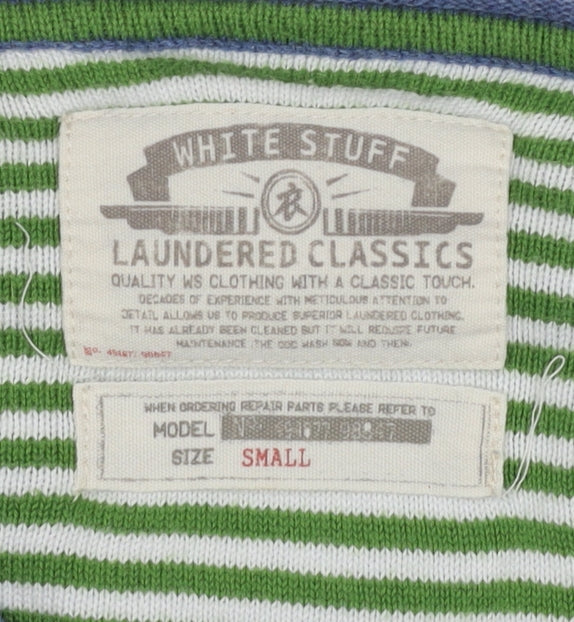 WHITE STUFF
衣
LAUNDERED CLASSICS
QUALITY WS CLOTHING WITH A CLASSIC TOUCH.
DECADES OF EXPERIENCE WITH METICULOUS ATTENTION TO
DETAIL ALLOWS US TO PRODUCE SUPERIOR LAUNDERED CLOTHING.
IT HAS ALREADY BEEN CLEANED BUT IT WILL REQUIRE FUTURE
MAINTENANCE. THE ODD WASH NOW AND THEN.
NO.
WHEN ORDERING REPAIR PARTS PLEASE REFER TO
MODEL
SIZE SMALL